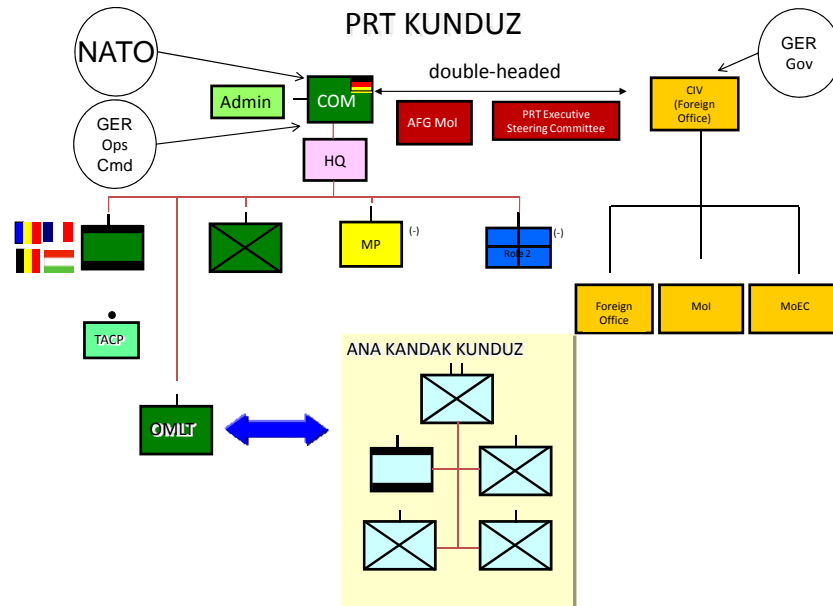 PRT KUNDUZ
NATO
GER
Gov
double-headed
Admin
COM
CIV
(Foreign
Office)
AFG MoI
PRT Executive
Steering Committee
GER
Ops
Cmd
HQ
MP
(-)
Role 2
(-)
Foreign
Office
MoI
MoEC
TACP
ANA KANDAK KUNDUZ
OMLT